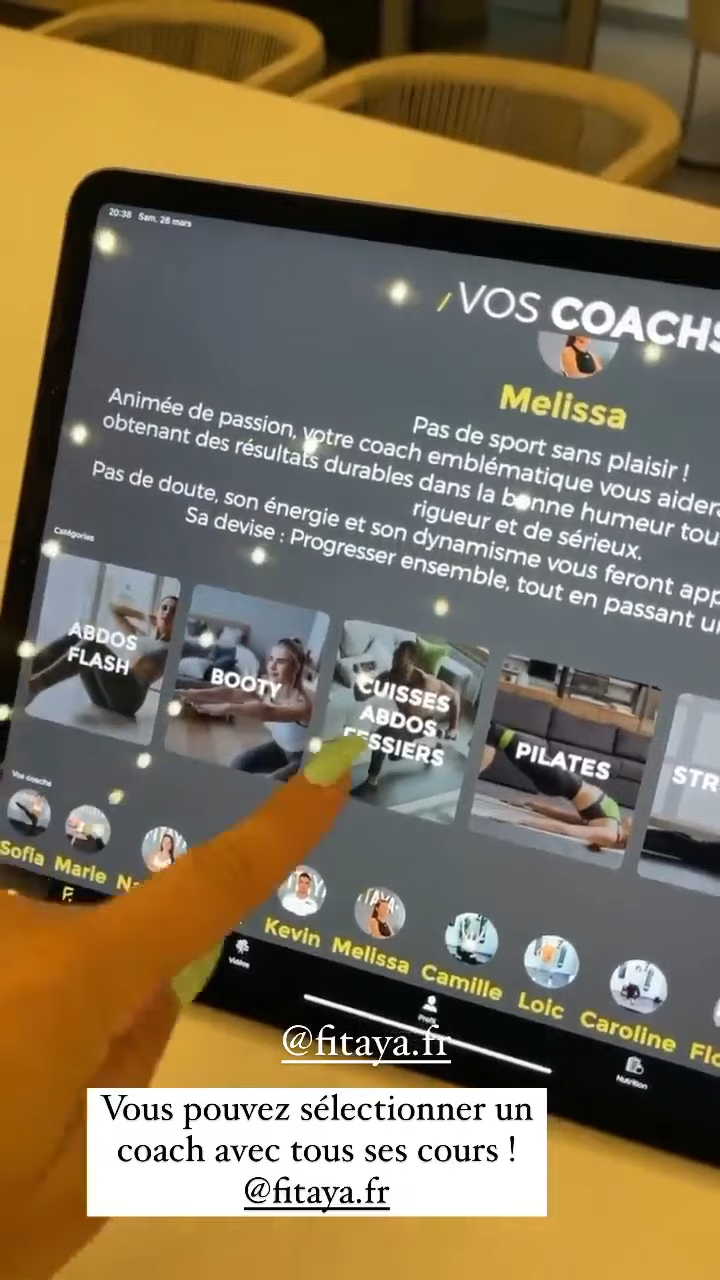 20:38 Sam. 26 mars
/VOS COACHS
Melissa
Pas de sport sans plaisir !
Animée de passion, votre coach emblématique vous aidera
obtenant des résultats durables dans la bonne humeur tou
rigueur et de sérieux.
Pas de doute, son énergie et son dynamisme vous feront app
Sa devise : Progresser ensemble, tout en passant u
Catégories
ABDOS
FLASH
BOOTY
CUISSES
ABDOS
FESSIERS
PILATES
STR
Vos coachs
Sofia
Marie
F.
Kevin
Melissa
Camille
Loic
Caroline
Flo
Vidéos
Profil
Nutrition
@fitaya.fr
Vous pouvez sélectionner un
coach avec tous ses cours !
@fitaya.fr